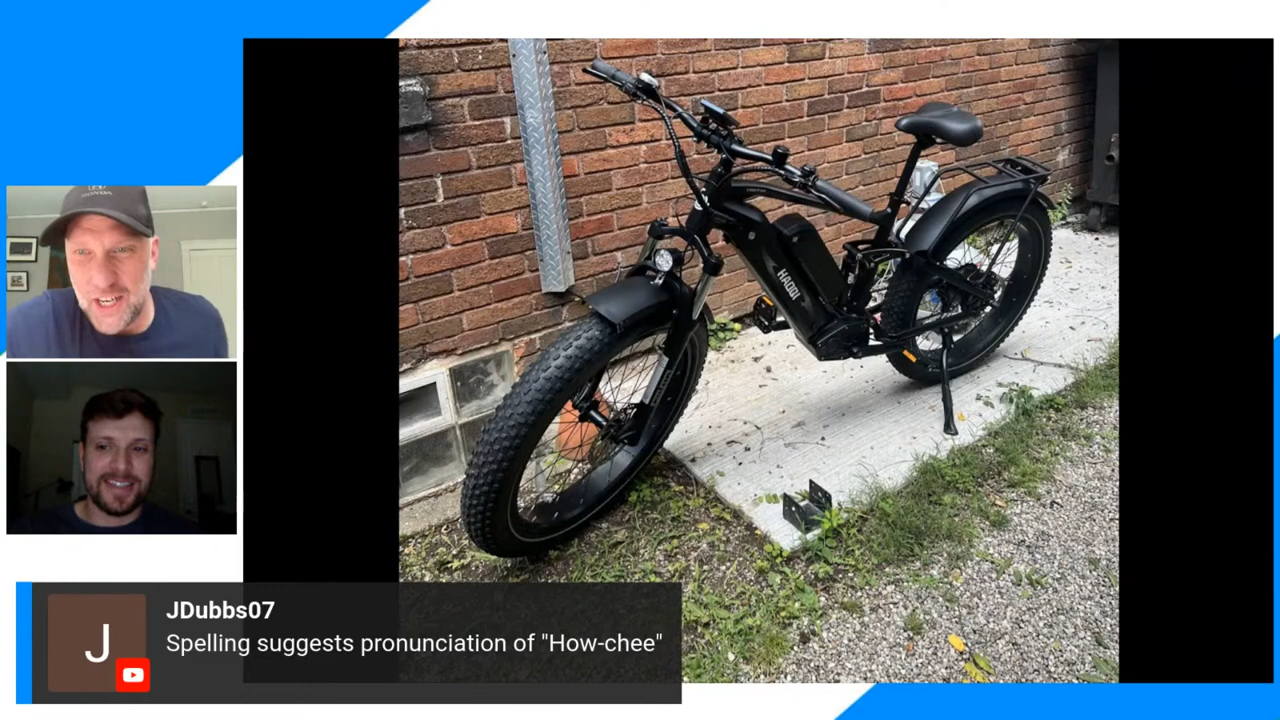 HAOQI
J
JDubbs07
Spelling suggests pronunciation of "How-chee"